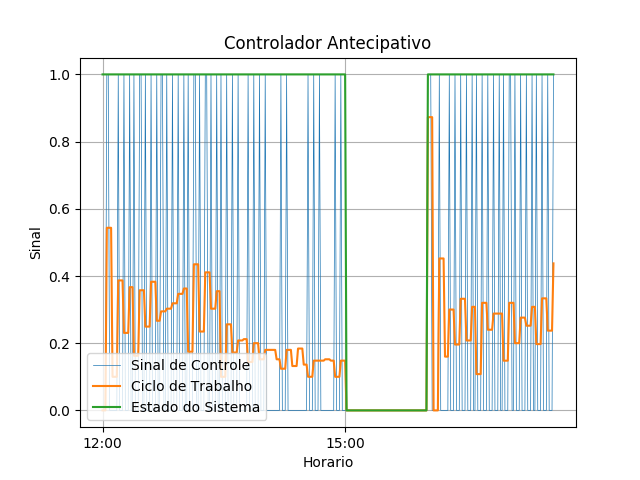 Controlador Antecipativo
1.0
0.8
0.6
0.4
0.2
0.0
Sinal
Sinal de Controle
Ciclo de Trabalho
Estado do Sistema
12:00
15:00
Horario